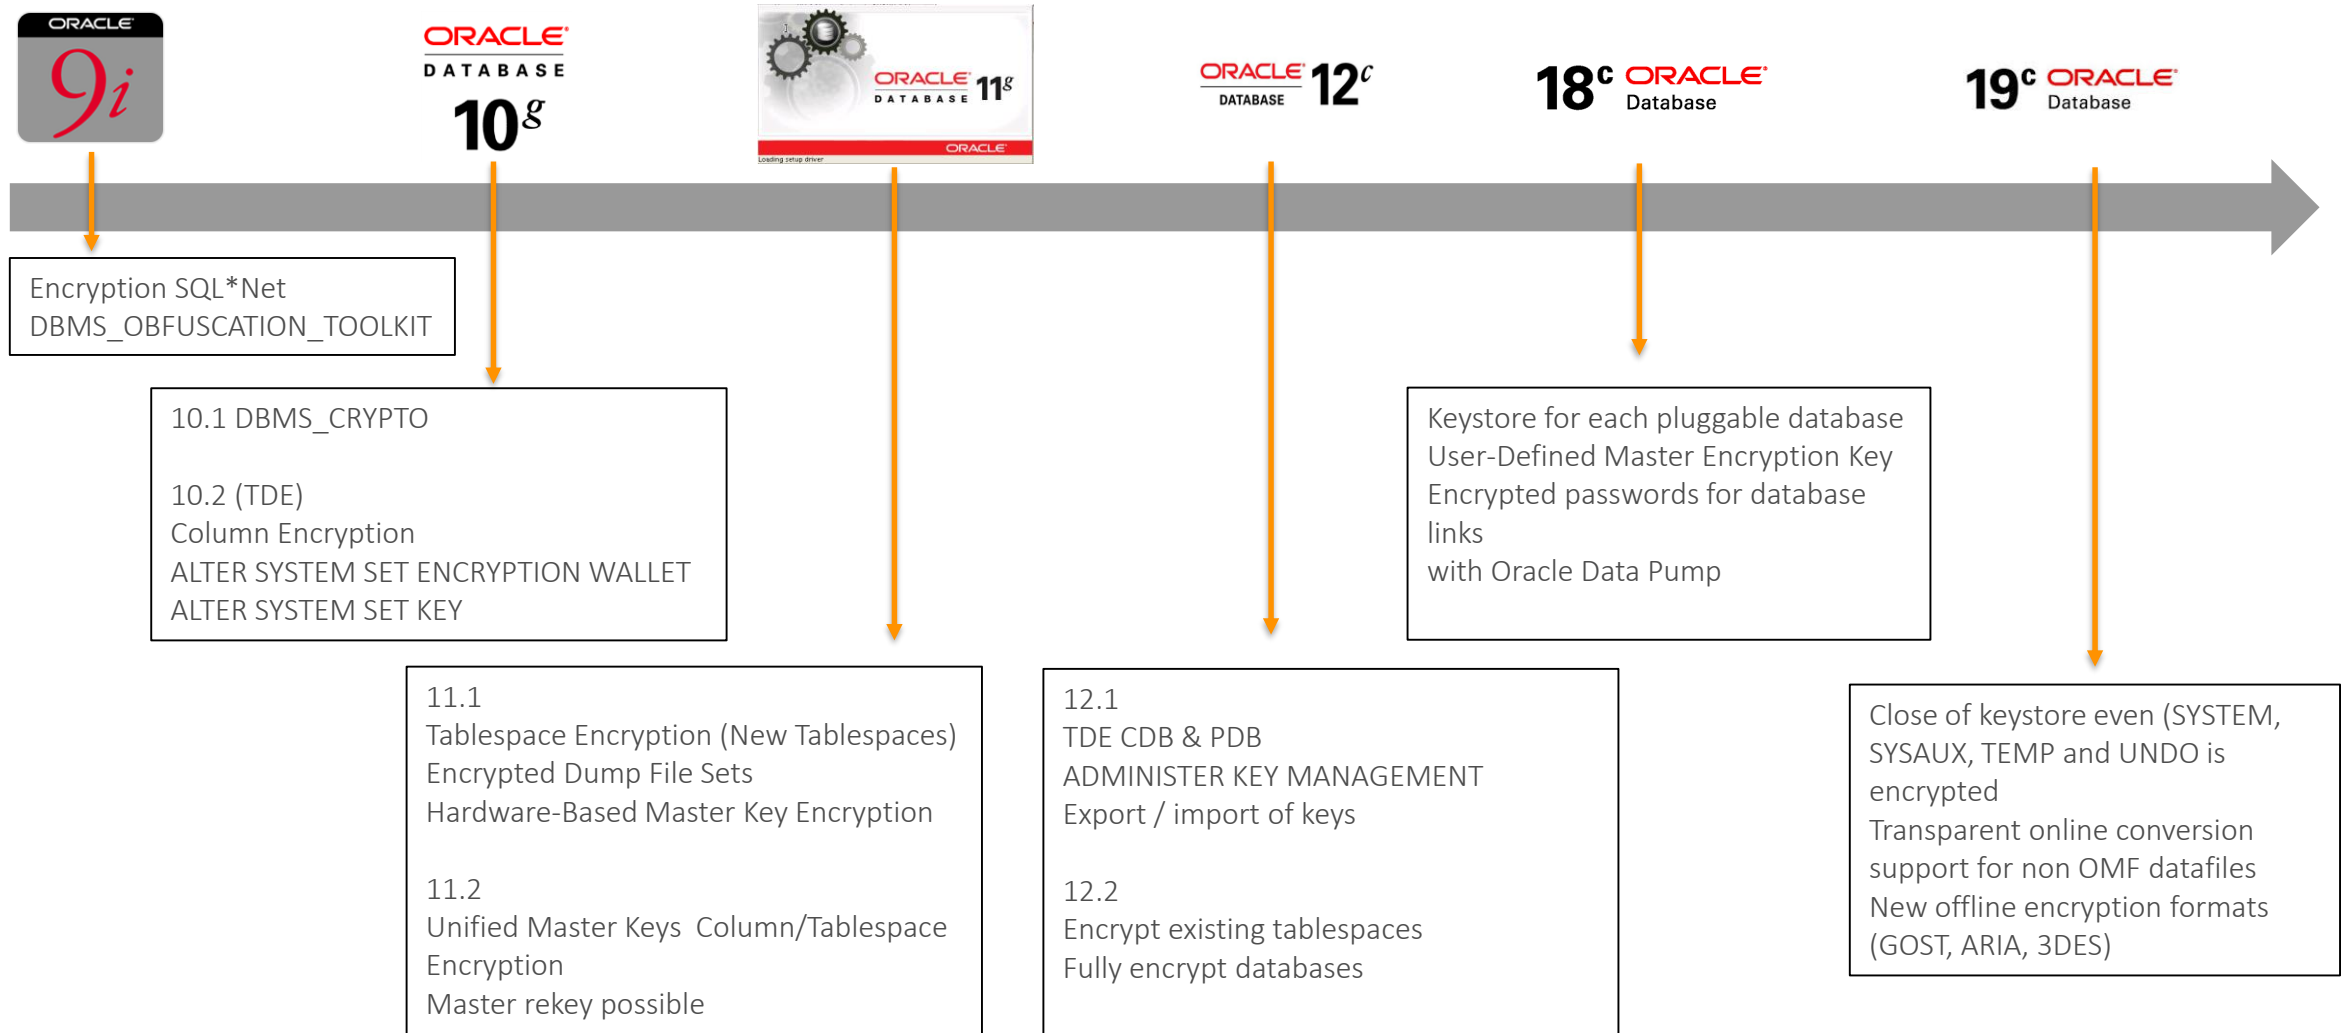 ORACLE
9i
ORACLE
DATABASE
10g
ORACLE
DATABASE 11g
ORACLE
Loading setup driver
ORACLE
DATABASE 12c
18c ORACLE
Database
19c ORACLE
Database
Encryption SQL*Net
DBMS_OBFUSCATION_TOOLKIT
10.1 DBMS_CRYPTO
10.2 (TDE)
Column Encryption
ALTER SYSTEM SET ENCRYPTION WALLET
ALTER SYSTEM SET KEY
11.1
Tablespace Encryption (New Tablespaces)
Encrypted Dump File Sets
Hardware-Based Master Key Encryption
11.2
Unified Master Keys  Column/Tablespace
Encryption
Master rekey possible
12.1
TDE CDB & PDB
ADMINISTER KEY MANAGEMENT
Export / import of keys
12.2
Encrypt existing tablespaces
Fully encrypt databases
Keystore for each pluggable database
User-Defined Master Encryption Key
Encrypted passwords for database
links
with Oracle Data Pump
Close of keystore even (SYSTEM,
SYSAUX, TEMP and UNDO is
encrypted
Transparent online conversion
support for non OMF datafiles
New offline encryption formats
(GOST, ARIA, 3DES)